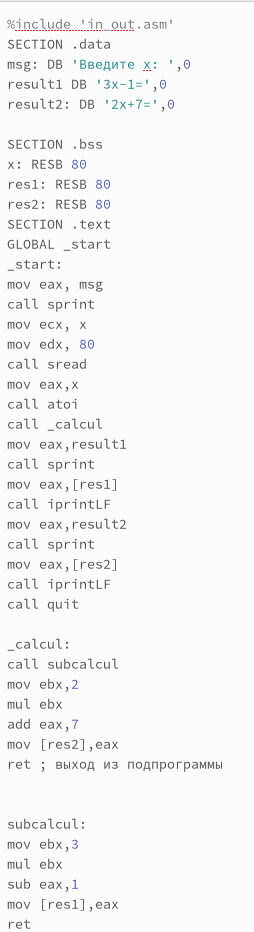 %include 'in_out.asm'
SECTION .data
msg: DB 'Введите x: ',0
result1 DB '3x-1=',0
result2: DB '2x+7=',0
SECTION .bss
x: RESB 80
res1: RESB 80
res2: RESB 80
SECTION .text
GLOBAL _start
_start:
mov eax, msg
call sprint
mov ecx, x
mov edx, 80
call sread
mov eax,x
call atoi
call _calcul
mov eax,result1
call sprint
mov eax,[res1]
call iprintLF
mov eax,result2
call sprint
mov eax,[res2]
call iprintLF
call quit
_calcul:
call subcalcul
mov ebx,2
mul ebx
add eax,7
mov [res2],eax
ret ; выход из подпрограммы
subcalcul:
mov ebx,3
mul ebx
sub eax,1
mov [res1],eax
ret